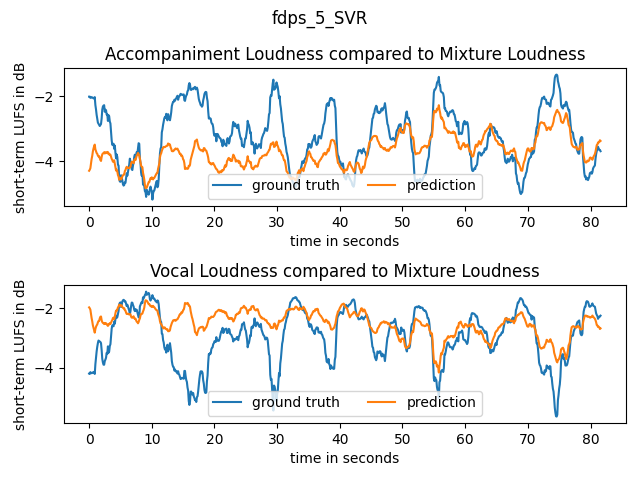 fdps_5_SVR
Accompaniment Loudness compared to Mixture Loudness
short-term LUFS in dB
−2
−4
ground truth
prediction
0 10 20 30 40 50 60 70 80
time in seconds
Vocal Loudness compared to Mixture Loudness
short-term LUFS in dB
−2
−4
ground truth
prediction
0 10 20 30 40 50 60 70 80
time in seconds